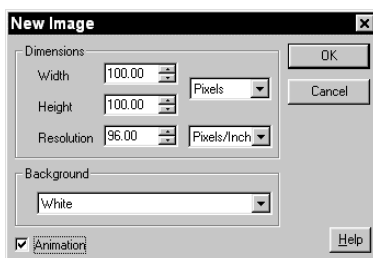 New Image
Dimensions
Width 100.00
Pixels
Height 100.00
Resolution 96.00 Pixels/Inch
OK
Cancel
Background
White
Animation
Help